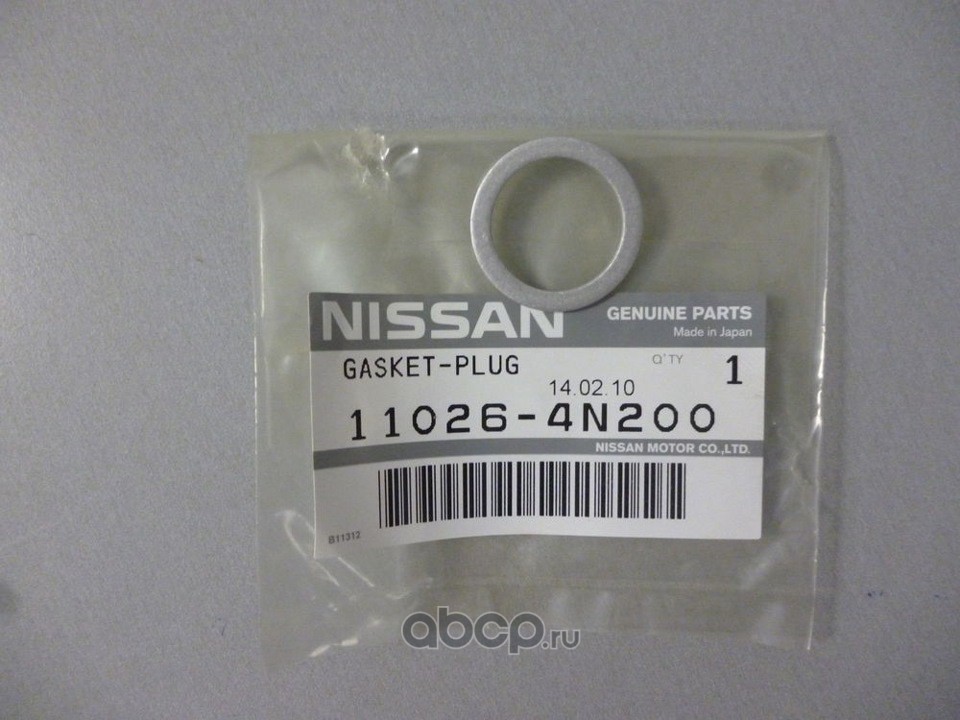 NISSAN
GENUINE PARTS
Made in Japan
GASKET-PLUG
Q'TY
1
14.02.10
11026-4N200
NISSAN MOTOR CO.,LTD.
B11312
abcp.ru